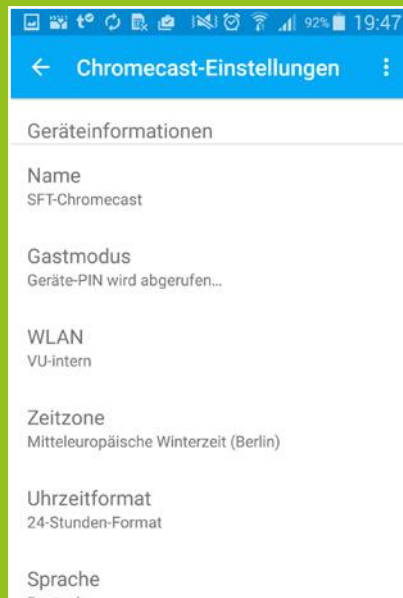 92% 19:47
Chromecast-Einstellungen
Geräteinformationen
Name
SFT-Chromecast
Gastmodus
Geräte-PIN wird abgerufen...
WLAN
VU-intern
Zeitzone
Mitteleuropäische Winterzeit (Berlin)
Uhrzeitformat
24-Stunden-Format
Sprache